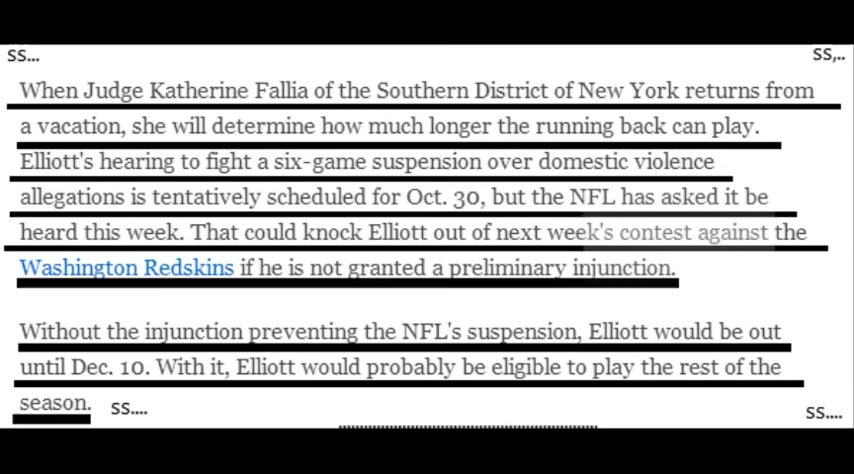 ss...
ss,..
When Judge Katherine Fallia of the Southern District of New York returns from
a vacation, she will determine how much longer the running back can play.
Elliott's hearing to fight a six-game suspension over domestic violence
allegations is tentatively scheduled for Oct. 30, but the NFL has asked it be
heard this week. That could knock Elliott out of next week's contest against the
Washington Redskins if he is not granted a preliminary injunction.
Without the injunction preventing the NFL's suspension, Elliott would be out
until Dec. 10. With it, Elliott would probably be eligible to play the rest of the
season.
ss....
ss....